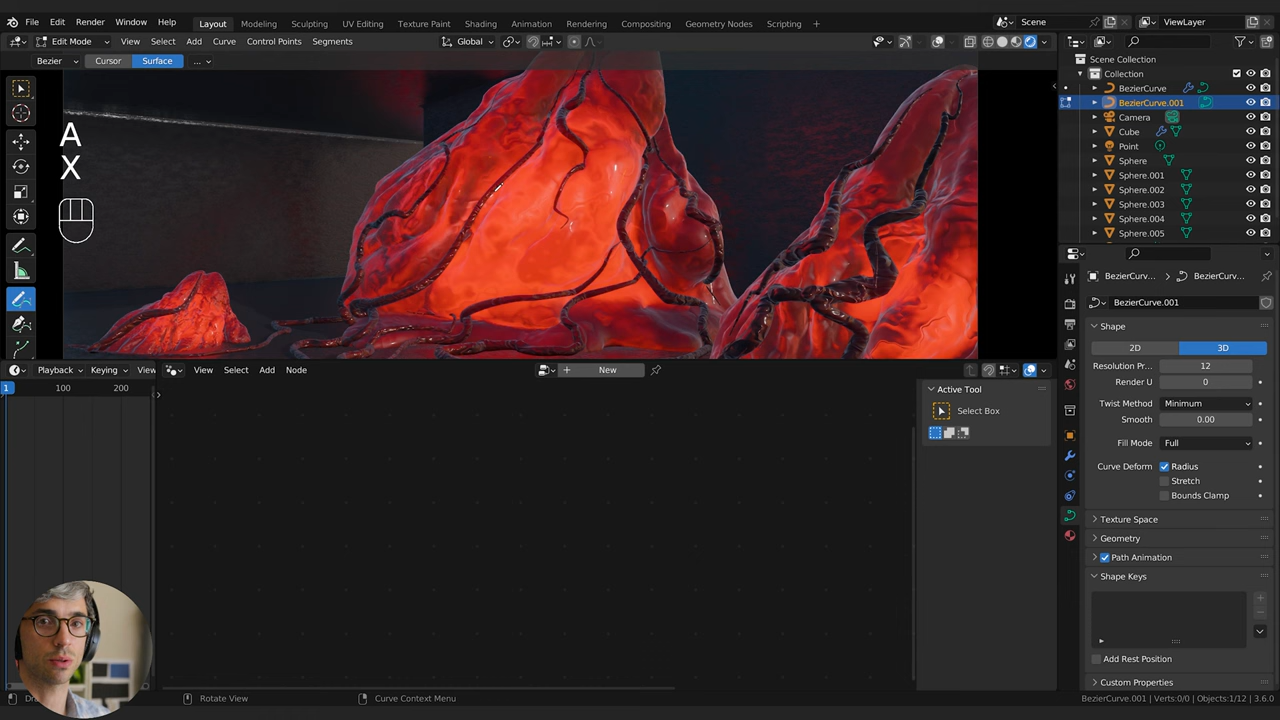 File Edit Render Window Help Layout Modeling Sculpting UV Editing Texture Paint Shading Animation Rendering Compositing Geometry Nodes Scripting + Scene ViewLayer
Edit Mode View Select Add Curve Control Points Segments Global
Bezier Cursor Surface ...
A
X
Scene Collection
Collection
BezierCurve
BezierCurve.001
Camera
Cube
Point
Sphere
Sphere.001
Sphere.002
Sphere.003
Sphere.004
Sphere.005
BezierCurve... BezierCurve...
BezierCurve.001
Shape
2D 3D
Resolution Pr... 12
Render U 0
Twist Method Minimum
Smooth 0.00
Fill Mode Full
Curve Deform Radius
Stretch
Bounds Clamp
Texture Space
Geometry
Path Animation
Shape Keys
Add Rest Position
Custom Properties
Playback Keying View View Select Add Node + New
1 100 200
Active Tool
Select Box
Rotate View Curve Context Menu BezierCurve.001 | Verts:0/0 | Objects:1/12 | 3.6.0